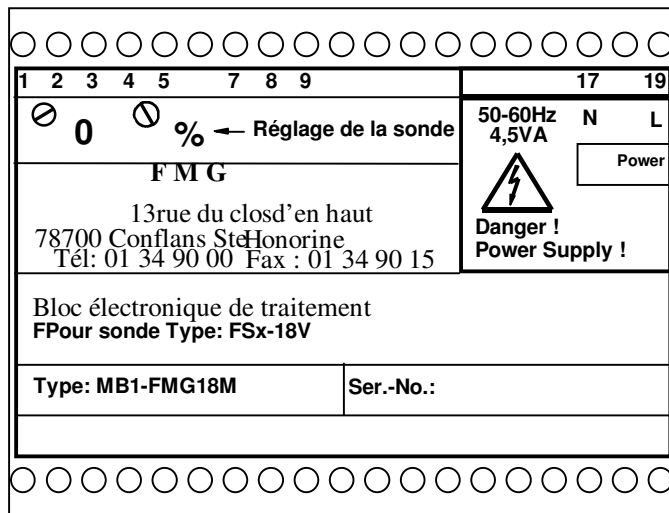 1 2 3 4 5 7 8 9 17 19
0 % Réglage de la sonde
50-60Hz N L
4,5VA
Power
Danger !
Power Supply !
F M G
13rue du closd'en haut
78700 Conflans SteHonorine
Tél: 01 34 90 00 Fax : 01 34 90 15
Bloc électronique de traitement
FPour sonde Type: FSx-18V
Type: MB1-FMG18M
Ser.-No.: